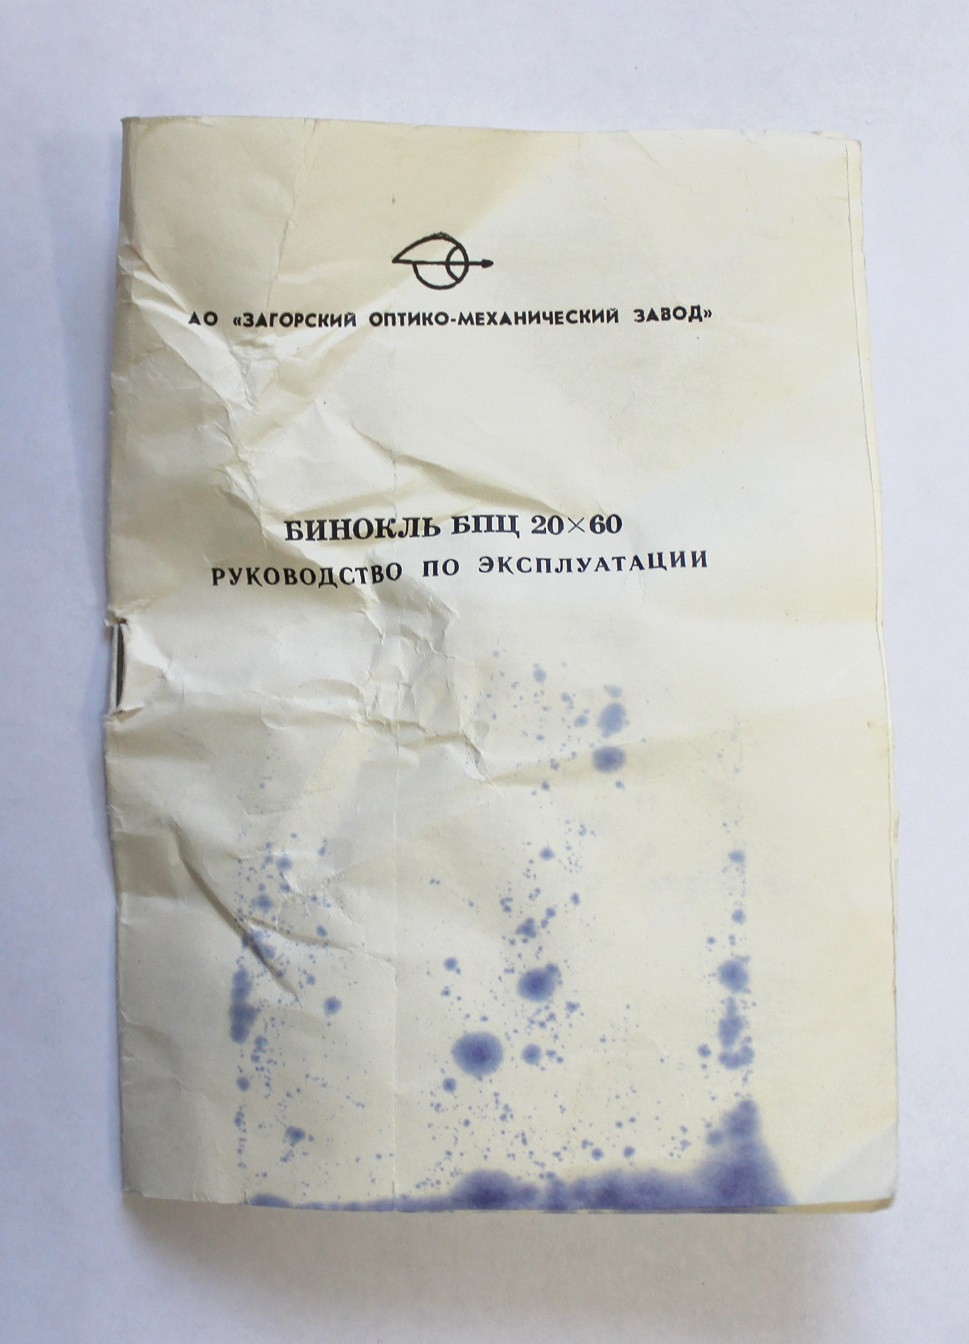 АО «ЗАГОРСКИЙ ОПТИКО-МЕХАНИЧЕСКИЙ ЗАВОД»
БИНОКЛЬ БПЦ 20×60
РУКОВОДСТВО ПО ЭКСПЛУАТАЦИИ